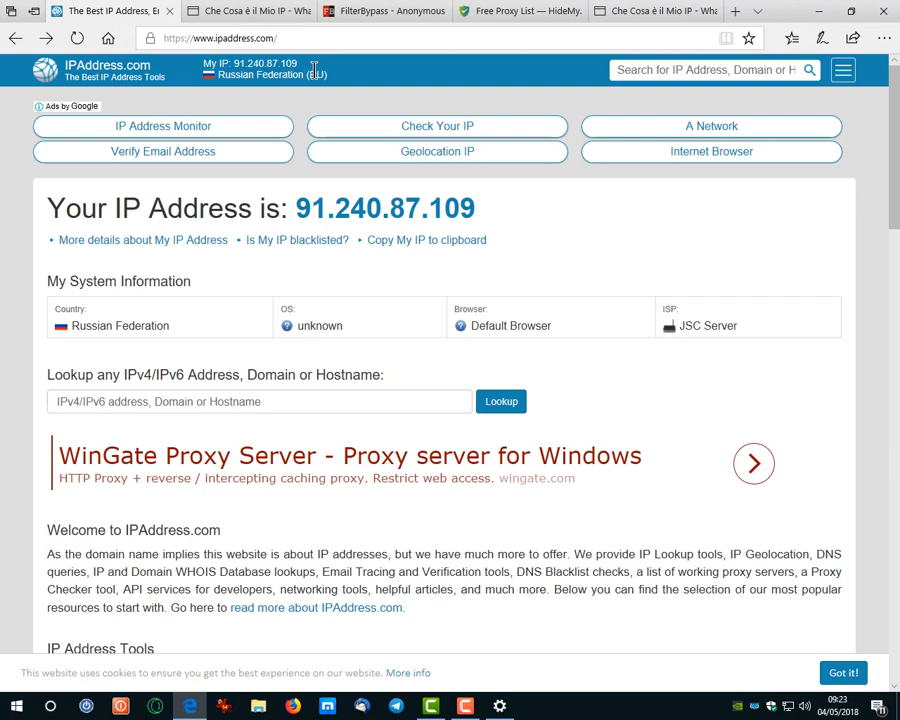 The Best IP Address, Er
Che Cosa è il Mio IP - Wha
FilterBypass - Anonymous
Free Proxy List — HideMy.
Che Cosa è il Mio IP - Wha
https://www.ipaddress.com/
IPAddress.com
The Best IP Address Tools
My IP: 91.240.87.109
Russian Federation (EU)
Search for IP Address, Domain or H
Ads by Google
IP Address Monitor
Check Your IP
A Network
Verify Email Address
Geolocation IP
Internet Browser
Your IP Address is: 91.240.87.109
More details about My IP Address
Is My IP blacklisted?
Copy My IP to clipboard
My System Information
Country:
OS:
Browser:
ISP:
Russian Federation
unknown
Default Browser
JSC Server
Lookup any IPv4/IPv6 Address, Domain or Hostname:
IPv4/IPv6 address, Domain or Hostname
Lookup
WinGate Proxy Server - Proxy server for Windows
HTTP Proxy + reverse / intercepting caching proxy. Restrict web access. wingate.com
Welcome to IPAddress.com
As the domain name implies this website is about IP addresses, but we have much more to offer. We provide IP Lookup tools, IP Geolocation, DNS
queries, IP and Domain WHOIS Database lookups, Email Tracing and Verification tools, DNS Blacklist checks, a list of working proxy servers, a Proxy
Checker tool, API services for developers, networking tools, helpful articles, and much more. Below you can find the selection of our most popular
resources to start with. Go here to read more about IPAddress.com.
IP Address Tools
This website uses cookies to ensure you get the best experience on our website. More info
Got it!
09:23
04/05/2018